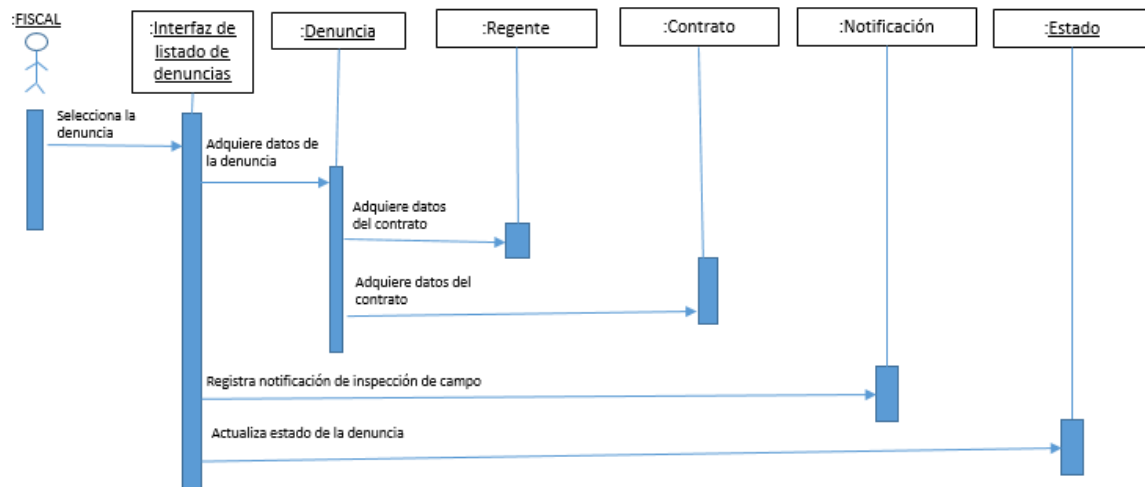 :FISCAL
:Interfaz de
listado de
denuncias
:Denuncia
:Regente
:Contrato
:Notificación
:Estado
Selecciona la
denuncia
Adquiere datos de
la denuncia
Adquiere datos
del contrato
Adquiere datos del
contrato
Registra notificación de inspección de campo
Actualiza estado de la denuncia